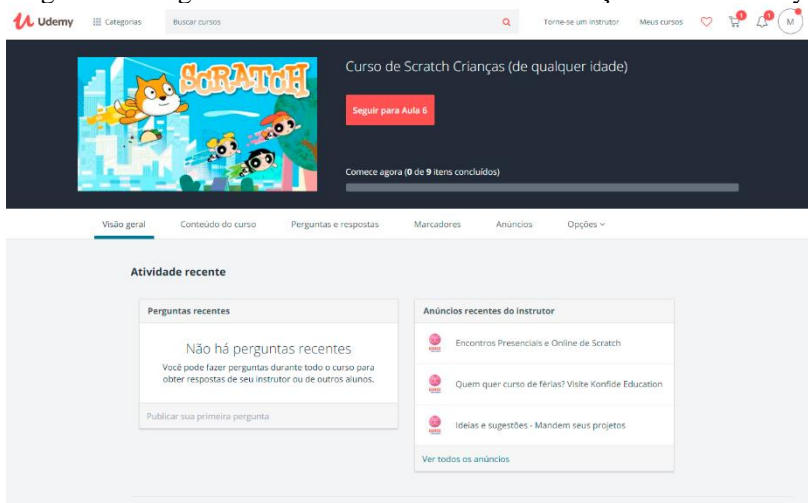 Udemy
Categorias
Buscar cursos
Torne-se um instrutor
Meus cursos
1
1
M
SCRATCH
Curso de Scratch Crianças (de qualquer idade)
Seguir para Aula 6
Comece agora (0 de 9 itens concluídos)
Visão geral
Conteúdo do curso
Perguntas e respostas
Marcadores
Anúncios
Opções
Atividade recente
Perguntas recentes
Não há perguntas recentes
Você pode fazer perguntas durante todo o curso para
obter respostas de seu instrutor ou de outros alunos.
Publicar sua primeira pergunta
Anúncios recentes do instrutor
Encontros Presenciais e Online de Scratch
Quem quer curso de férias? Visite Konfide Education
Ideias e sugestões - Mandem seus projetos
Ver todos os anúncios